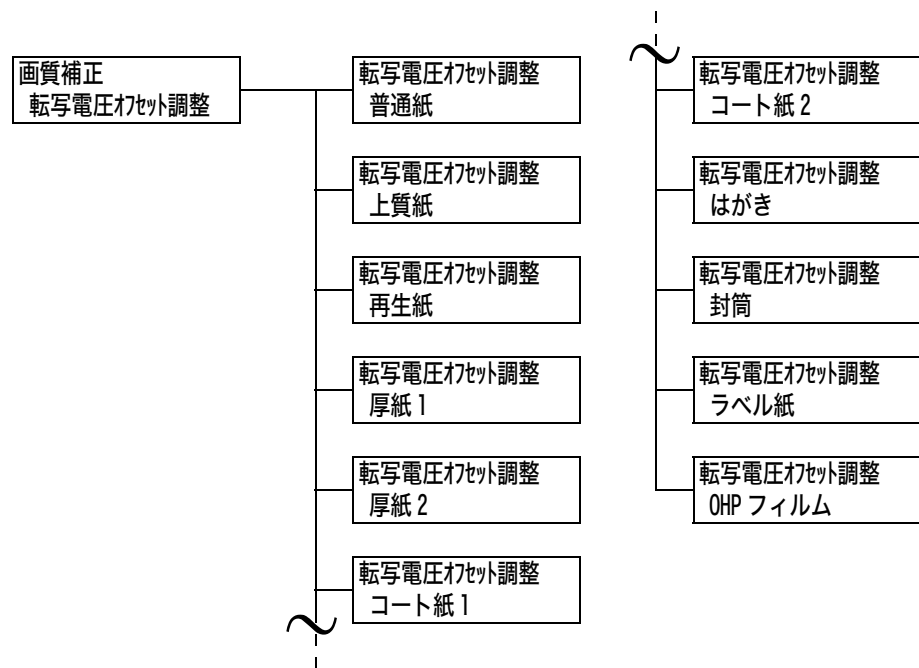 画質補正
転写電圧ｵﾌｾｯﾄ調整
転写電圧ｵﾌｾｯﾄ調整
普通紙
転写電圧ｵﾌｾｯﾄ調整
上質紙
転写電圧ｵﾌｾｯﾄ調整
再生紙
転写電圧ｵﾌｾｯﾄ調整
厚紙 1
転写電圧ｵﾌｾｯﾄ調整
厚紙 2
転写電圧ｵﾌｾｯﾄ調整
コート紙 1
転写電圧ｵﾌｾｯﾄ調整
コート紙 2
転写電圧ｵﾌｾｯﾄ調整
はがき
転写電圧ｵﾌｾｯﾄ調整
封筒
転写電圧ｵﾌｾｯﾄ調整
ラベル紙
転写電圧ｵﾌｾｯﾄ調整
OHP フィルム